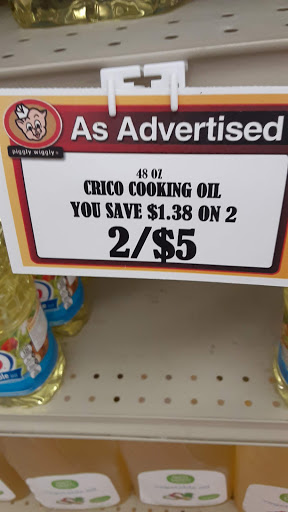 As Advertised
piggly wiggly
48 OZ
CRICO COOKING OIL
YOU SAVE $1.38 ON 2
2/$5